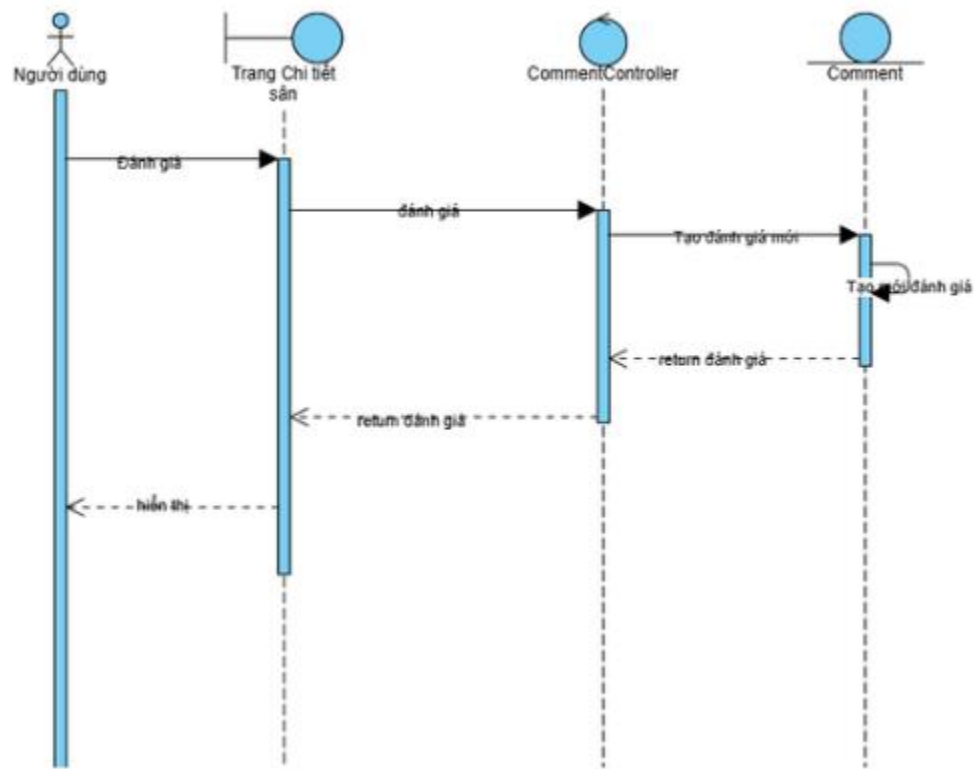 Người dùng
Trang Chi tiết
sân
CommentController
Comment
Đánh giá
đánh giá
Tạo đánh giá mới
Tạo mới đánh giá
return đánh giá
return đánh giá
hiển thị